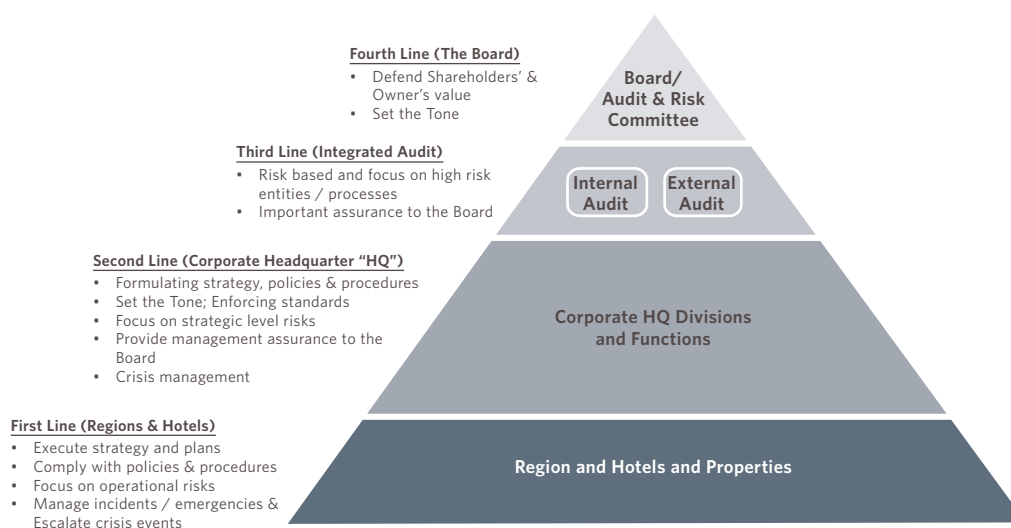 Fourth Line (The Board)
• Defend Shareholders’ &
Owner’s value
• Set the Tone
Board/
Audit & Risk
Committee
Third Line (Integrated Audit)
• Risk based and focus on high risk
entities / processes
• Important assurance to the Board
Internal
Audit
External
Audit
Second Line (Corporate Headquarter “HQ”)
• Formulating strategy, policies & procedures
• Set the Tone; Enforcing standards
• Focus on strategic level risks
• Provide management assurance to the
Board
• Crisis management
Corporate HQ Divisions
and Functions
First Line (Regions & Hotels)
• Execute strategy and plans
• Comply with policies & procedures
• Focus on operational risks
• Manage incidents / emergencies &
Escalate crisis events
Region and Hotels and Properties